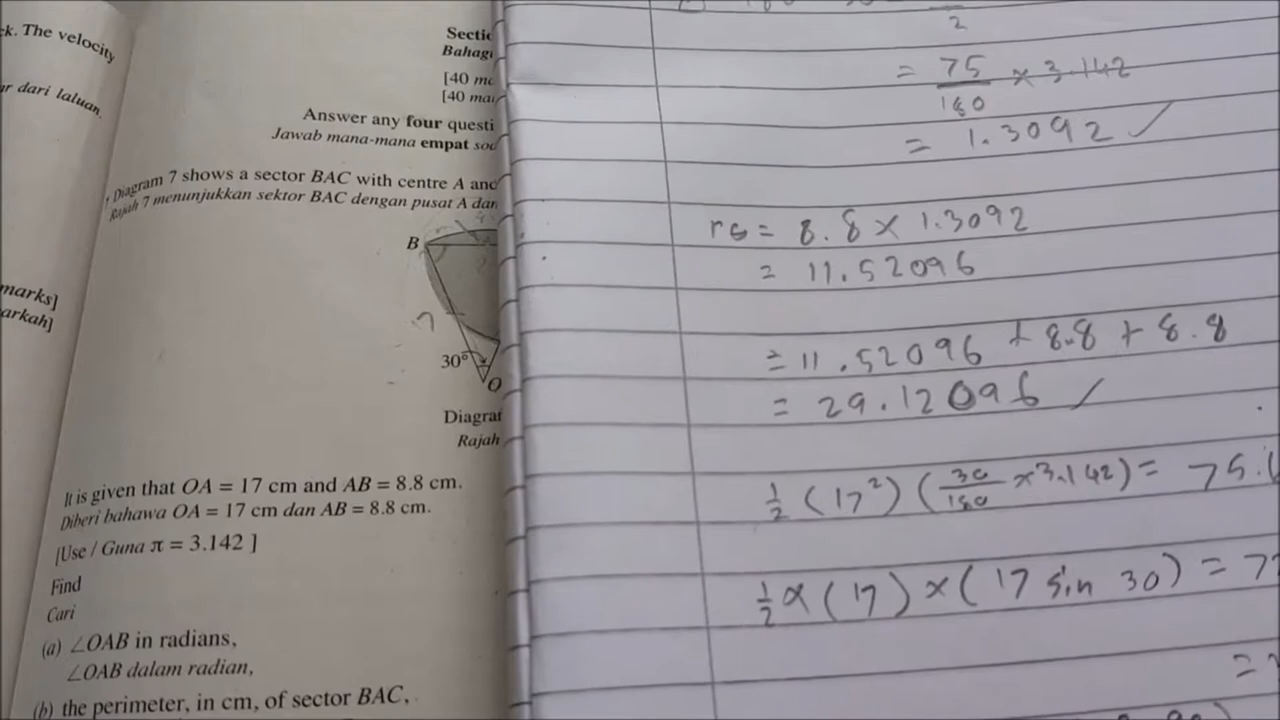 The velocity
dari laluan
marks]
arkah]
Bahag
[40
[40
Answer any four questi
Jawab mana-mana empat
Diagram 7 shows a sector BAC with centre A and
Rajah 7 menunjukkan sektor BAC dengan pusat A dan
B
30°
O
Diagra
Rajah
It is given that OA = 17 cm and AB = 8.8 cm.
Diberi bahawa OA = 17 cm dan AB = 8.8 cm.
[Use / Guna π = 3.142 ]
Find
Cari
(a) ∠OAB in radians,
∠OAB dalam radian,
(b) the perimeter, in cm, of sector BAC,
2
= 75/180 × 3.142
= 1.3092 ✓
rθ = 8.8 × 1.3092
= 11.52096
= 11.52096 + 8.8 + 8.8
= 29.12096 /
½ (17²) (30/180 × 3.142) = 75.
½ × (17) × (17 sin 30) = 7
=